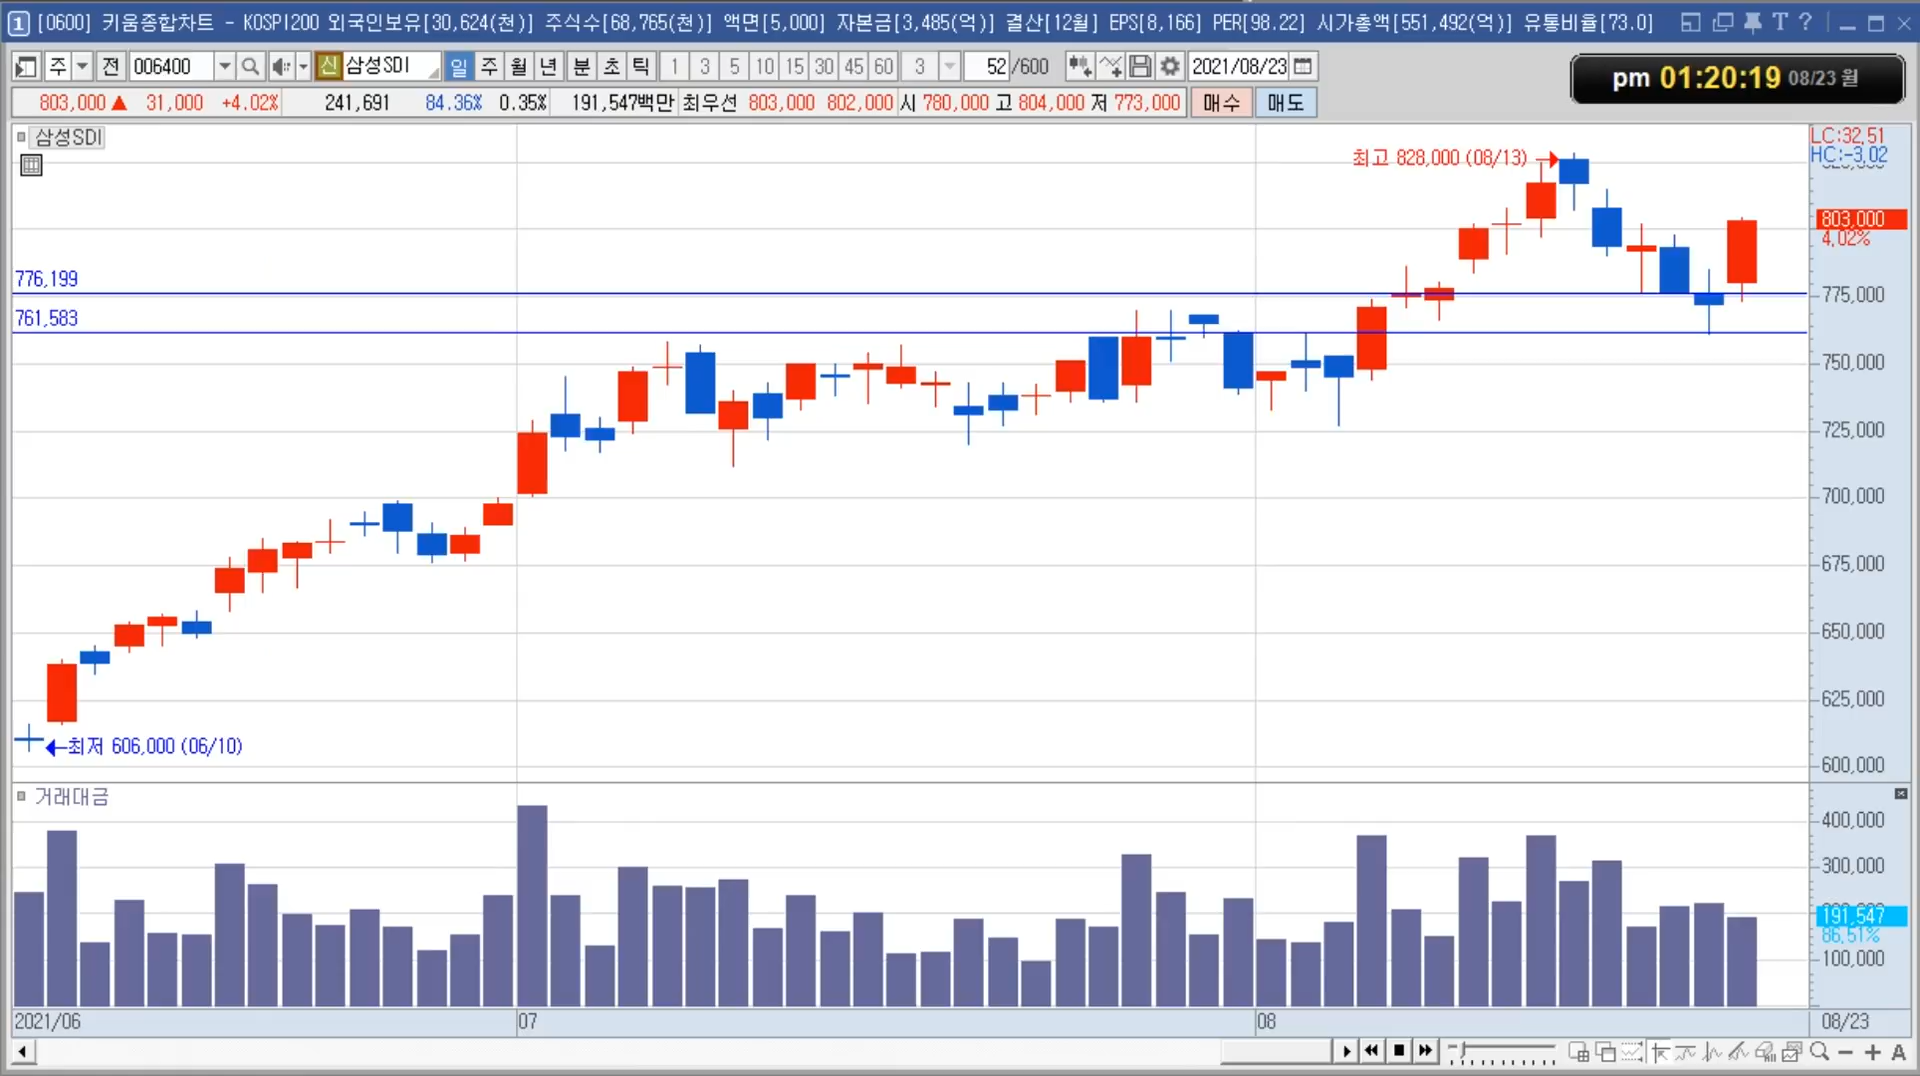 1 [0600] 키움종합차트 - KOSPI200 외국인보유[30,624(천)] 주식수[68,765(천)] 액면[5,000] 자본금[3,485(억)] 결산[12월] EPS[8,166] PER[98.22] 시가총액[551,492(억)] 유통비율[73.0] T ?
주 전 006400 신 삼성SDI 일 주 월 년 분 초 틱 1 3 5 10 15 30 45 60 3 52 /600 2021/08/23
pm 01:20:19 08/23 월
803,000 ▲ 31,000 +4.02% 241,691 84.36% 0.35% 191,547백만 최우선 803,000 802,000 시 780,000 고 804,000 저 773,000 매수 매도
삼성SDI
LC:32.51
HC:-3.02
최고 828,000 (08/13)
803,000
4.02%
776,199
775,000
761,583
750,000
725,000
700,000
675,000
650,000
625,000
최저 606,000 (06/10)
600,000
거래대금
400,000
300,000
191,547
86.51%
100,000
2021/06 07 08 08/23
A